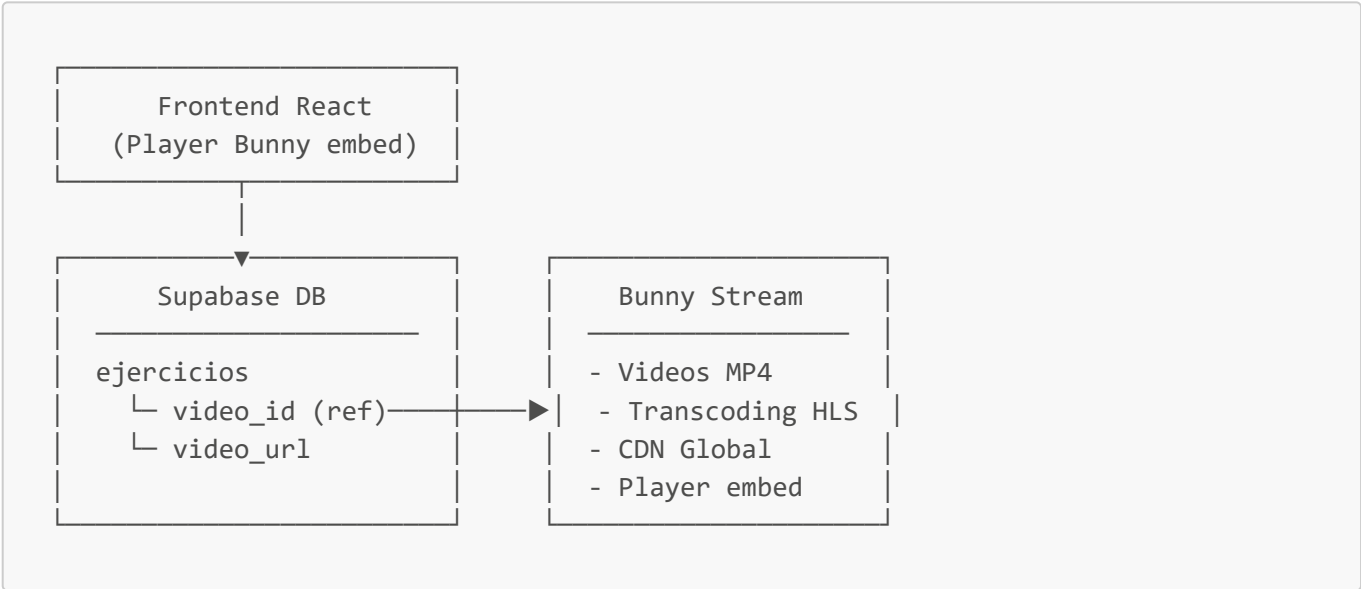 Frontend React
(Player Bunny embed)
Supabase DB
ejercicios
└─ video_id (ref)
└─ video_url
Bunny Stream
- Videos MP4
- Transcoding HLS
- CDN Global
- Player embed